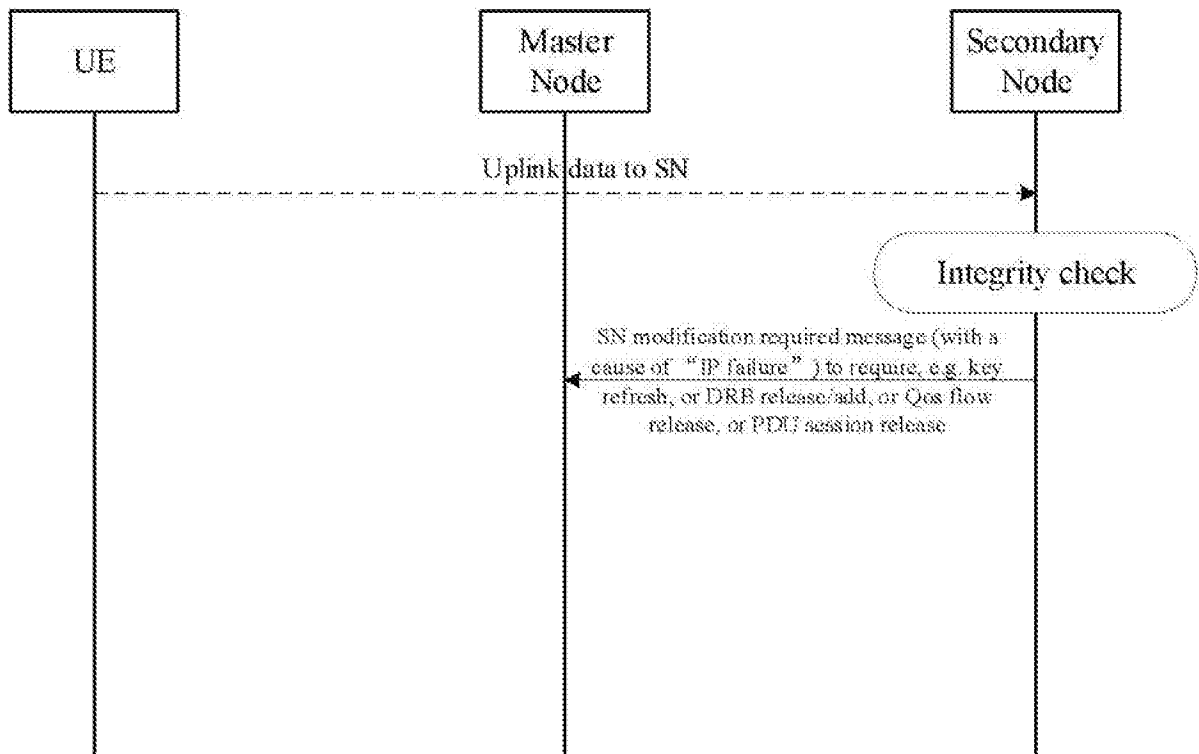 UE
Master
Node
Secondary
Node
Uplink data to SN
Integrity check
SN modification required message (with a
cause of “IP failure”) to require, e.g. key
refresh, or DRB release/add, or Qos flow
release, or PDU session release